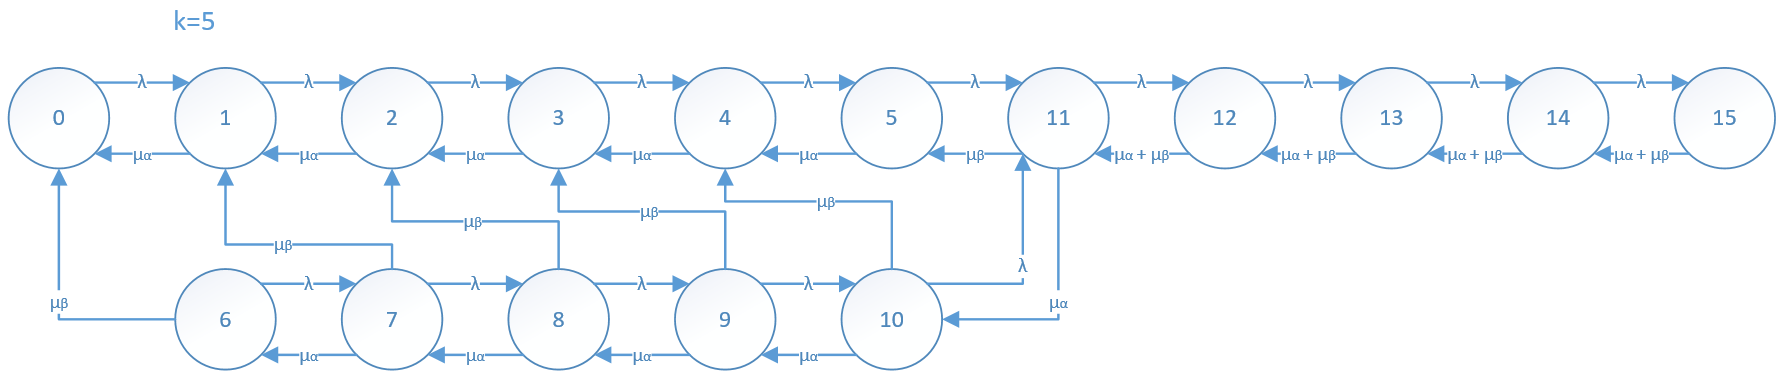 k=5
λ λ λ λ λ λ λ λ λ λ
0 1 2 3 4 5 11 12 13 14 15
μα μα μα μα μα μβ μα + μβ μα + μβ μα + μβ μα + μβ
μβ
μβ
μβ
μβ
λ
λ λ λ λ
μβ μα
6 7 8 9 10
μα μα μα μα